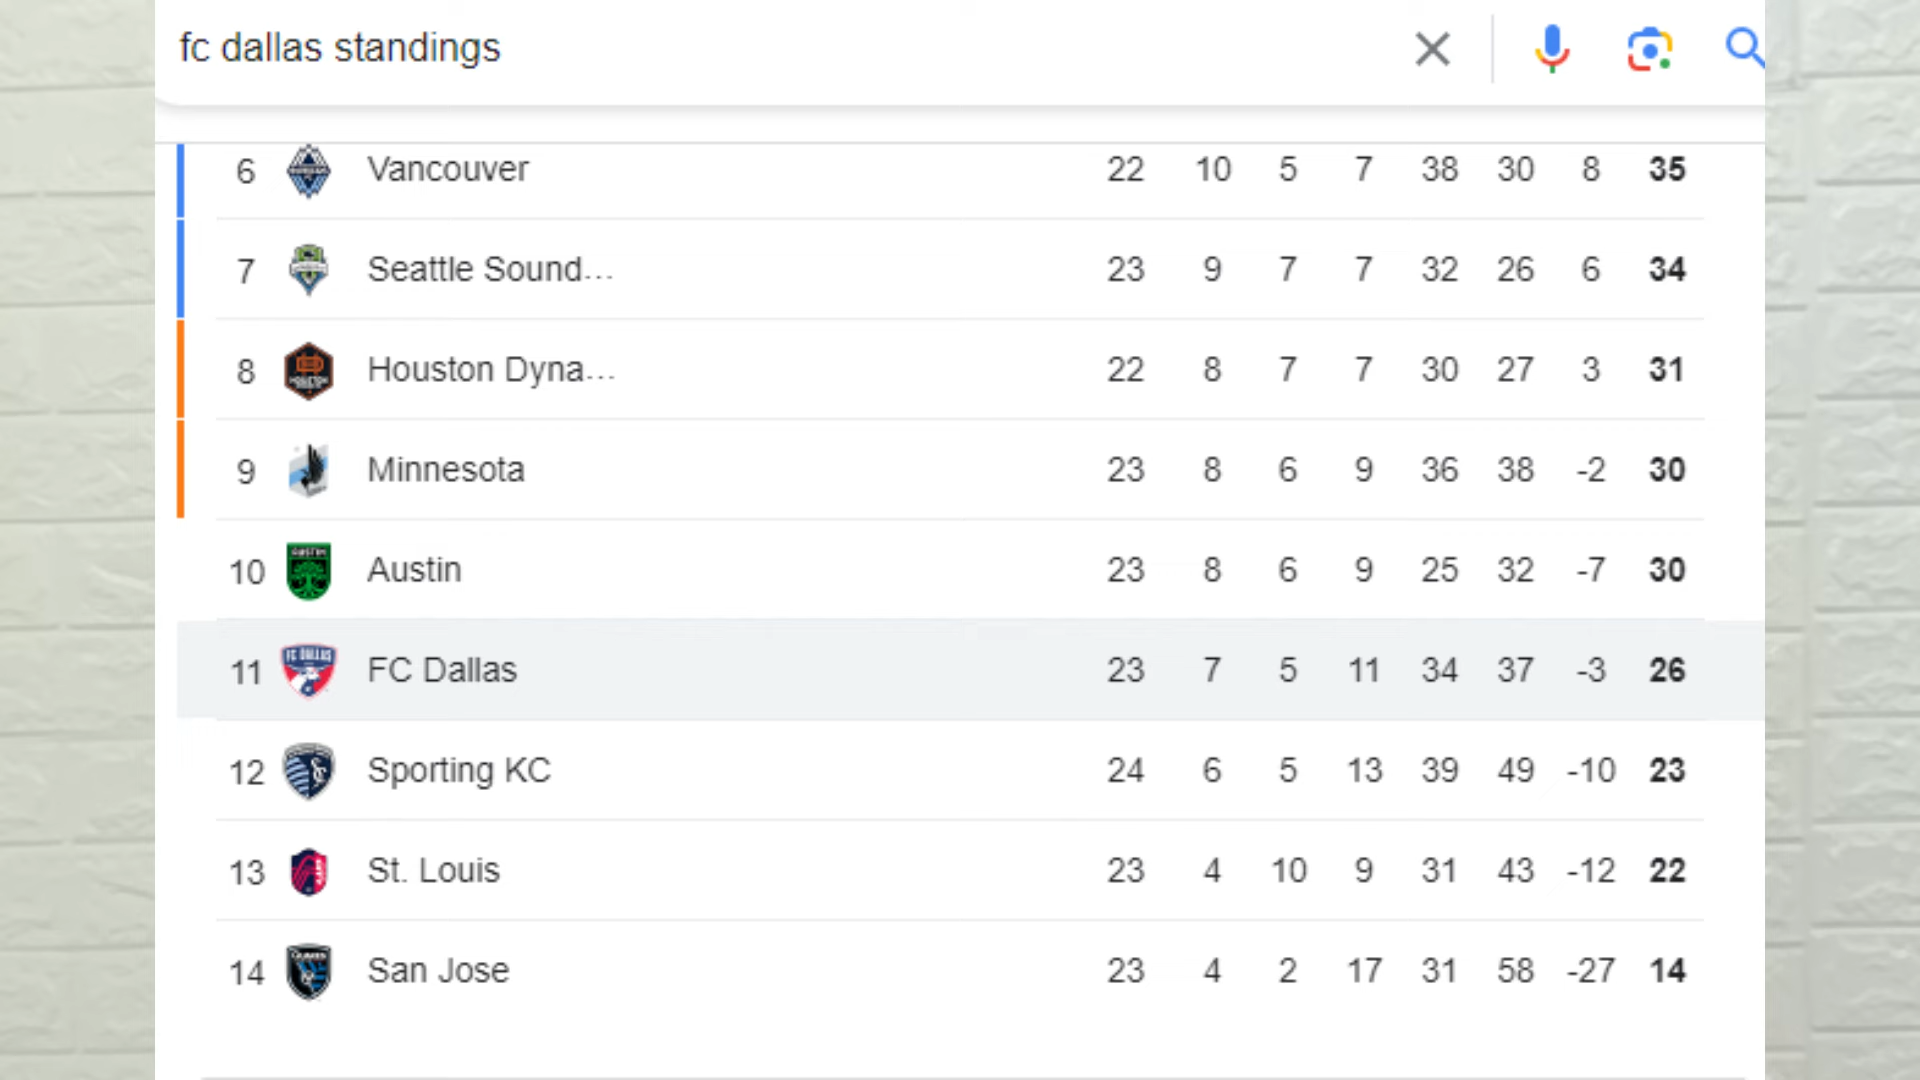 fc dallas standings
6 Vancouver 22 10 5 7 38 30 8 35
7 Seattle Sound... 23 9 7 7 32 26 6 34
8 Houston Dyna... 22 8 7 7 30 27 3 31
9 Minnesota 23 8 6 9 36 38 -2 30
10 Austin 23 8 6 9 25 32 -7 30
11 FC DALLAS FC Dallas 23 7 5 11 34 37 -3 26
12 Sporting KC 24 6 5 13 39 49 -10 23
13 St. Louis 23 4 10 9 31 43 -12 22
14 San Jose 23 4 2 17 31 58 -27 14